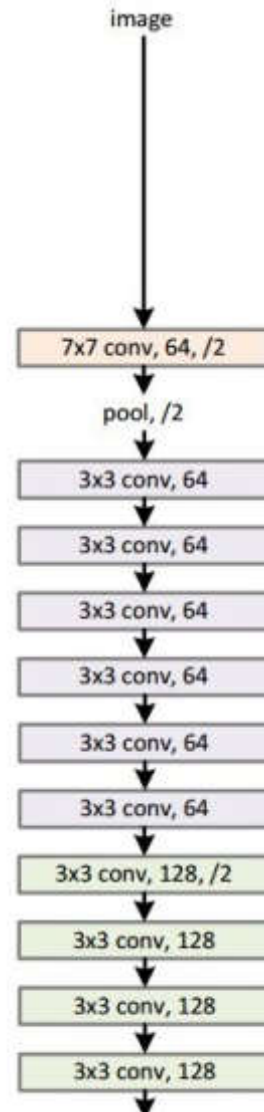 image
7x7 conv, 64, /2
pool, /2
3x3 conv, 64
3x3 conv, 64
3x3 conv, 64
3x3 conv, 64
3x3 conv, 64
3x3 conv, 64
3x3 conv, 128, /2
3x3 conv, 128
3x3 conv, 128
3x3 conv, 128